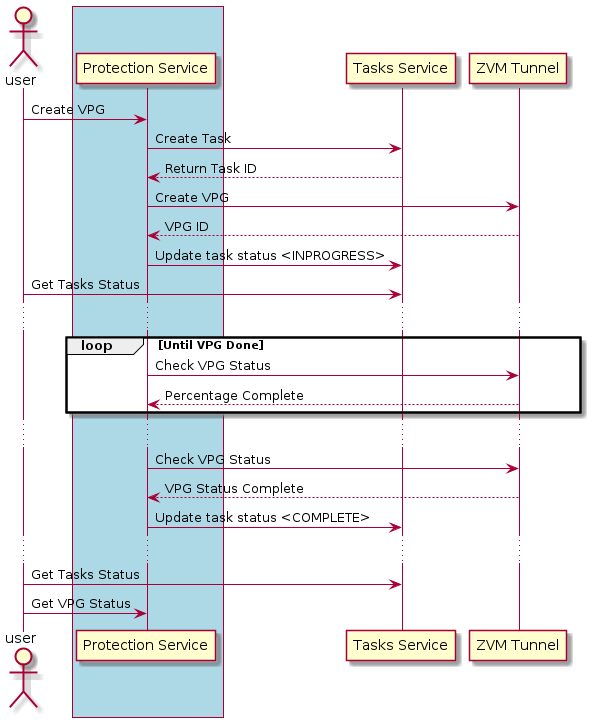 user
Protection Service
Tasks Service
ZVM Tunnel
Create VPG
Create Task
Return Task ID
Create VPG
VPG ID
Update task status <INPROGRESS>
Get Tasks Status
loop
[Until VPG Done]
Check VPG Status
Percentage Complete
Check VPG Status
VPG Status Complete
Update task status <COMPLETE>
Get Tasks Status
Get VPG Status
user
Protection Service
Tasks Service
ZVM Tunnel